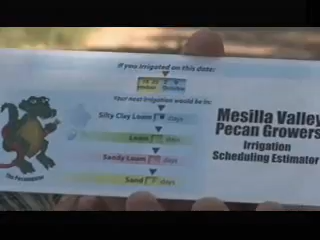 If you irrigated on this date:
October
Your next irrigation would be in:
Silty Clay Loam days
Loam days
Sandy Loam days
Sand days
Mesilla Valley
Pecan Growers
Irrigation
Scheduling Estimator